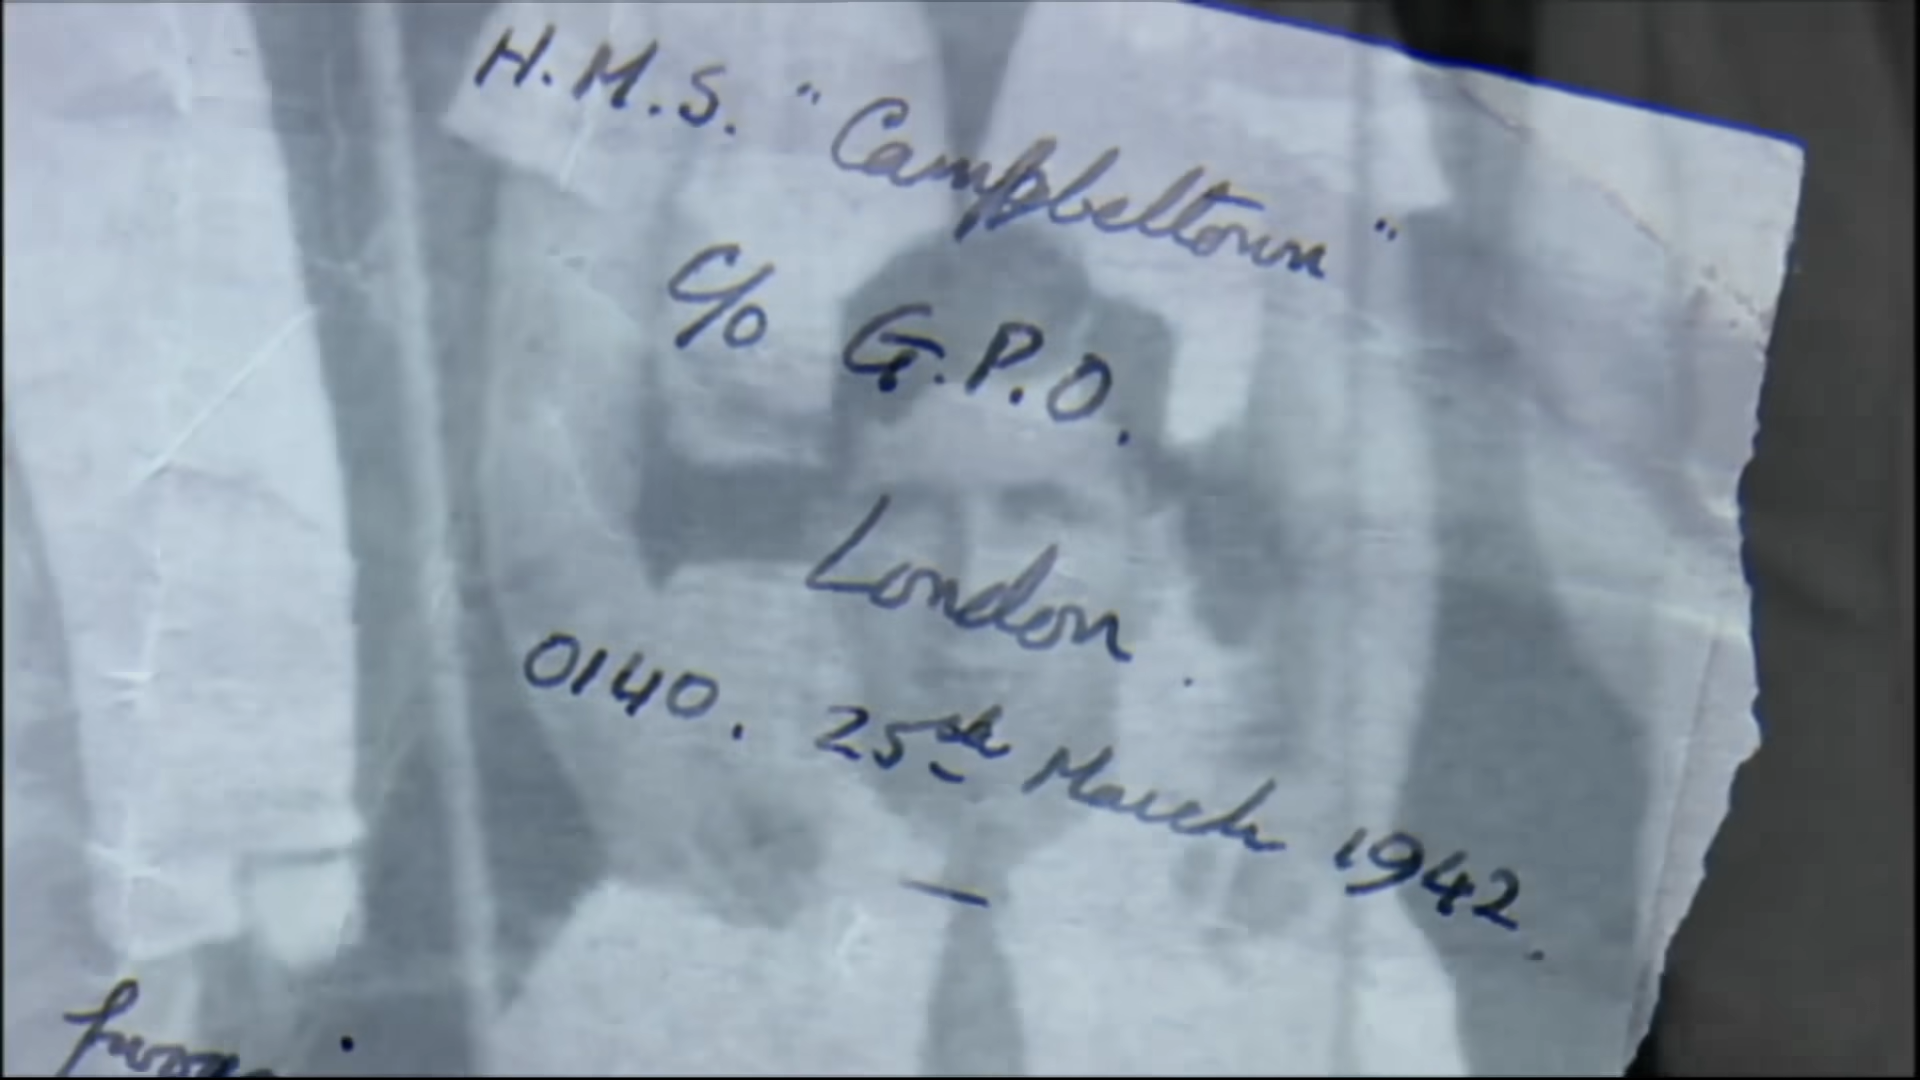 H.M.S. "Campbeltown"
c/o G.P.O.
London.
0140. 25th March 1942.